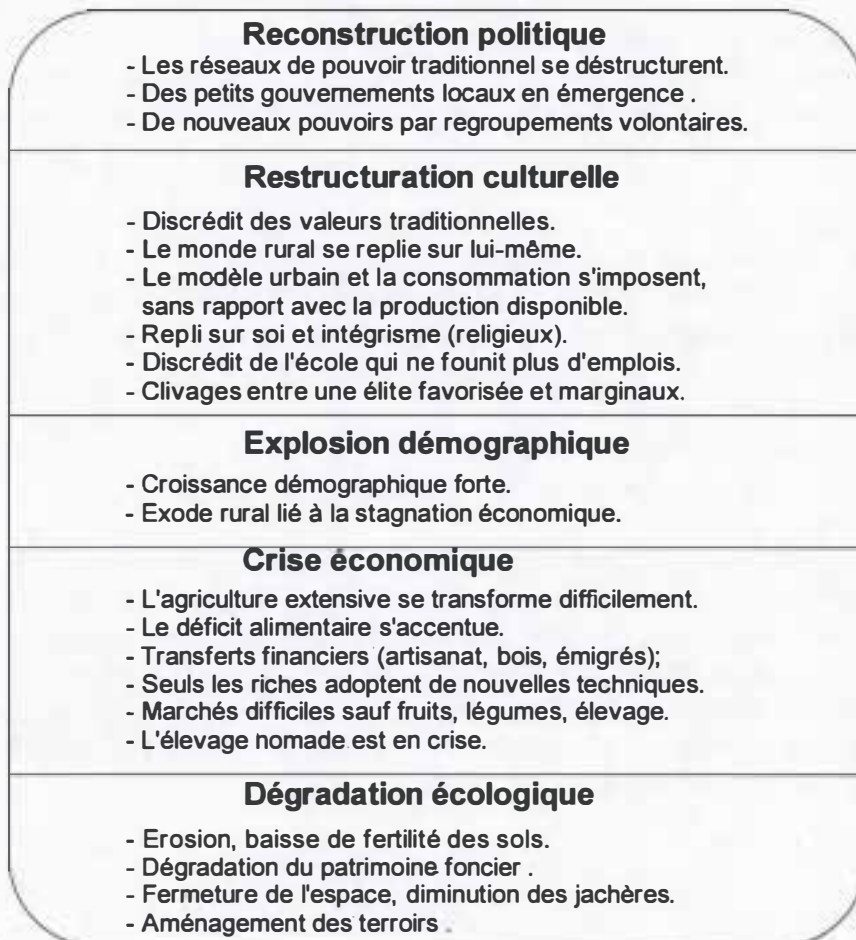 Reconstruction politique
- Les réseaux de pouvoir traditionnel se déstructurent.
- Des petits gouvernements locaux en émergence .
- De nouveaux pouvoirs par regroupements volontaires.
Restructuration culturelle
- Discrédit des valeurs traditionnelles.
- Le monde rural se replie sur lui-même.
- Le modèle urbain et la consommation s'imposent,
sans rapport avec la production disponible.
- Repli sur soi et intégrisme (religieux).
- Discrédit de l'école qui ne founit plus d'emplois.
- Clivages entre une élite favorisée et marginaux.
Explosion démographique
- Croissance démographique forte.
- Exode rural lié à la stagnation économique.
Crise économique
- L'agriculture extensive se transforme difficilement.
- Le déficit alimentaire s'accentue.
- Transferts financiers (artisanat, bois, émigrés);
- Seuls les riches adoptent de nouvelles techniques.
- Marchés difficiles sauf fruits, légumes, élevage.
- L'élevage nomade est en crise.
Dégradation écologique
- Erosion, baisse de fertilité des sols.
- Dégradation du patrimoine foncier .
- Fermeture de l'espace, diminution des jachères.
- Aménagement des terroirs .